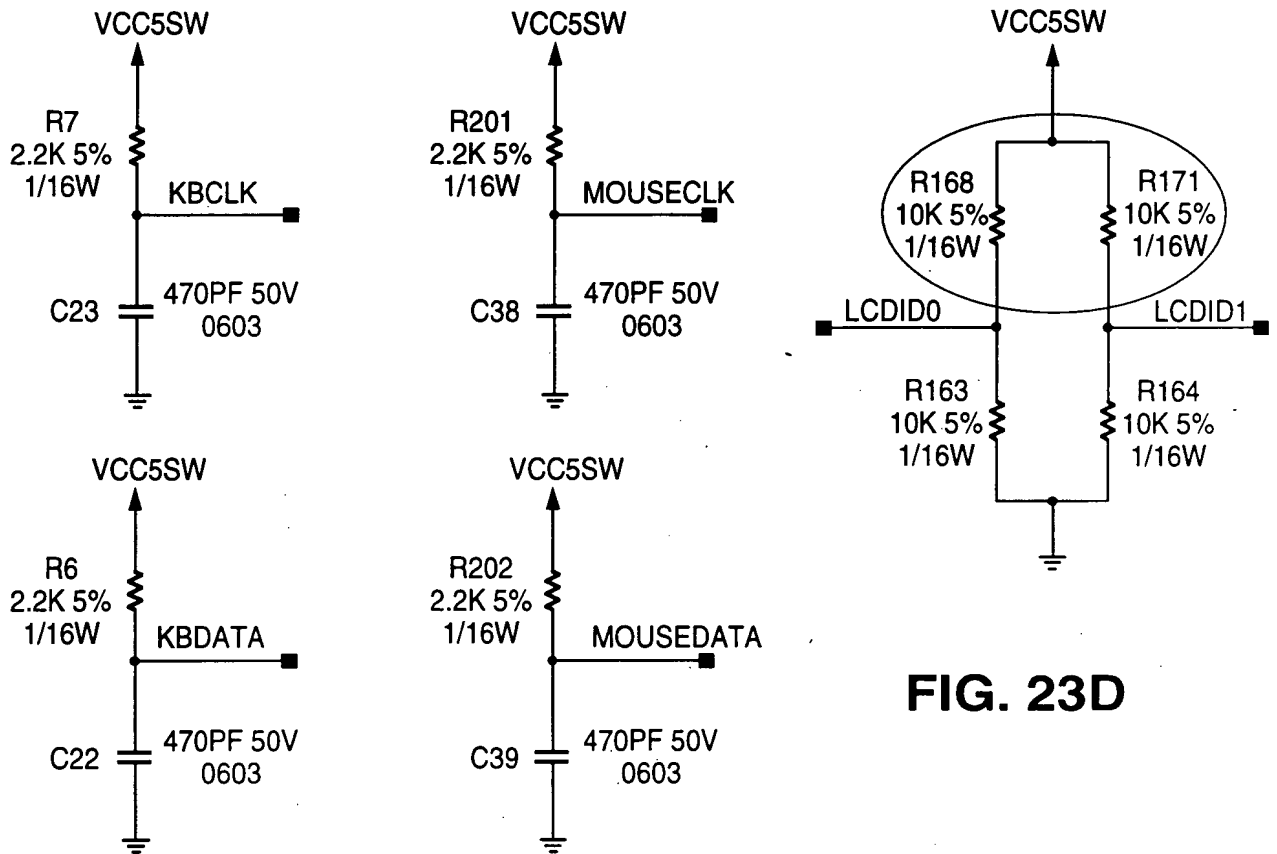 VCC5SW
R7
2.2K 5%
1/16W
KBCLK
C23
470PF 50V
0603
VCC5SW
R201
2.2K 5%
1/16W
MOUSECLK
C38
470PF 50V
0603
VCC5SW
R168
10K 5%
1/16W
R171
10K 5%
1/16W
LCDID0
LCDID1
R163
10K 5%
1/16W
R164
10K 5%
1/16W
VCC5SW
R6
2.2K 5%
1/16W
KBDATA
C22
470PF 50V
0603
VCC5SW
R202
2.2K 5%
1/16W
MOUSEDATA
C39
470PF 50V
0603
FIG. 23D